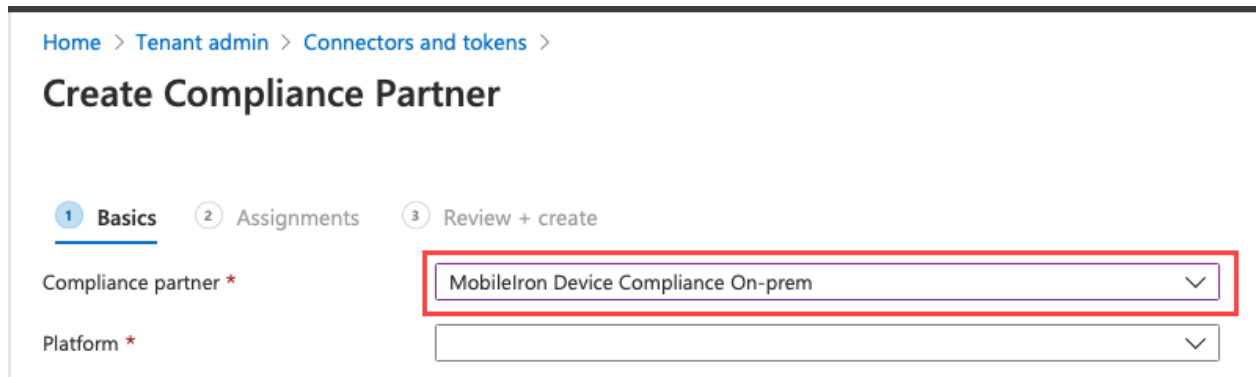 Home > Tenant admin > Connectors and tokens >
Create Compliance Partner
1 Basics 2 Assignments 3 Review + create
Compliance partner * MobileIron Device Compliance On-prem
Platform *